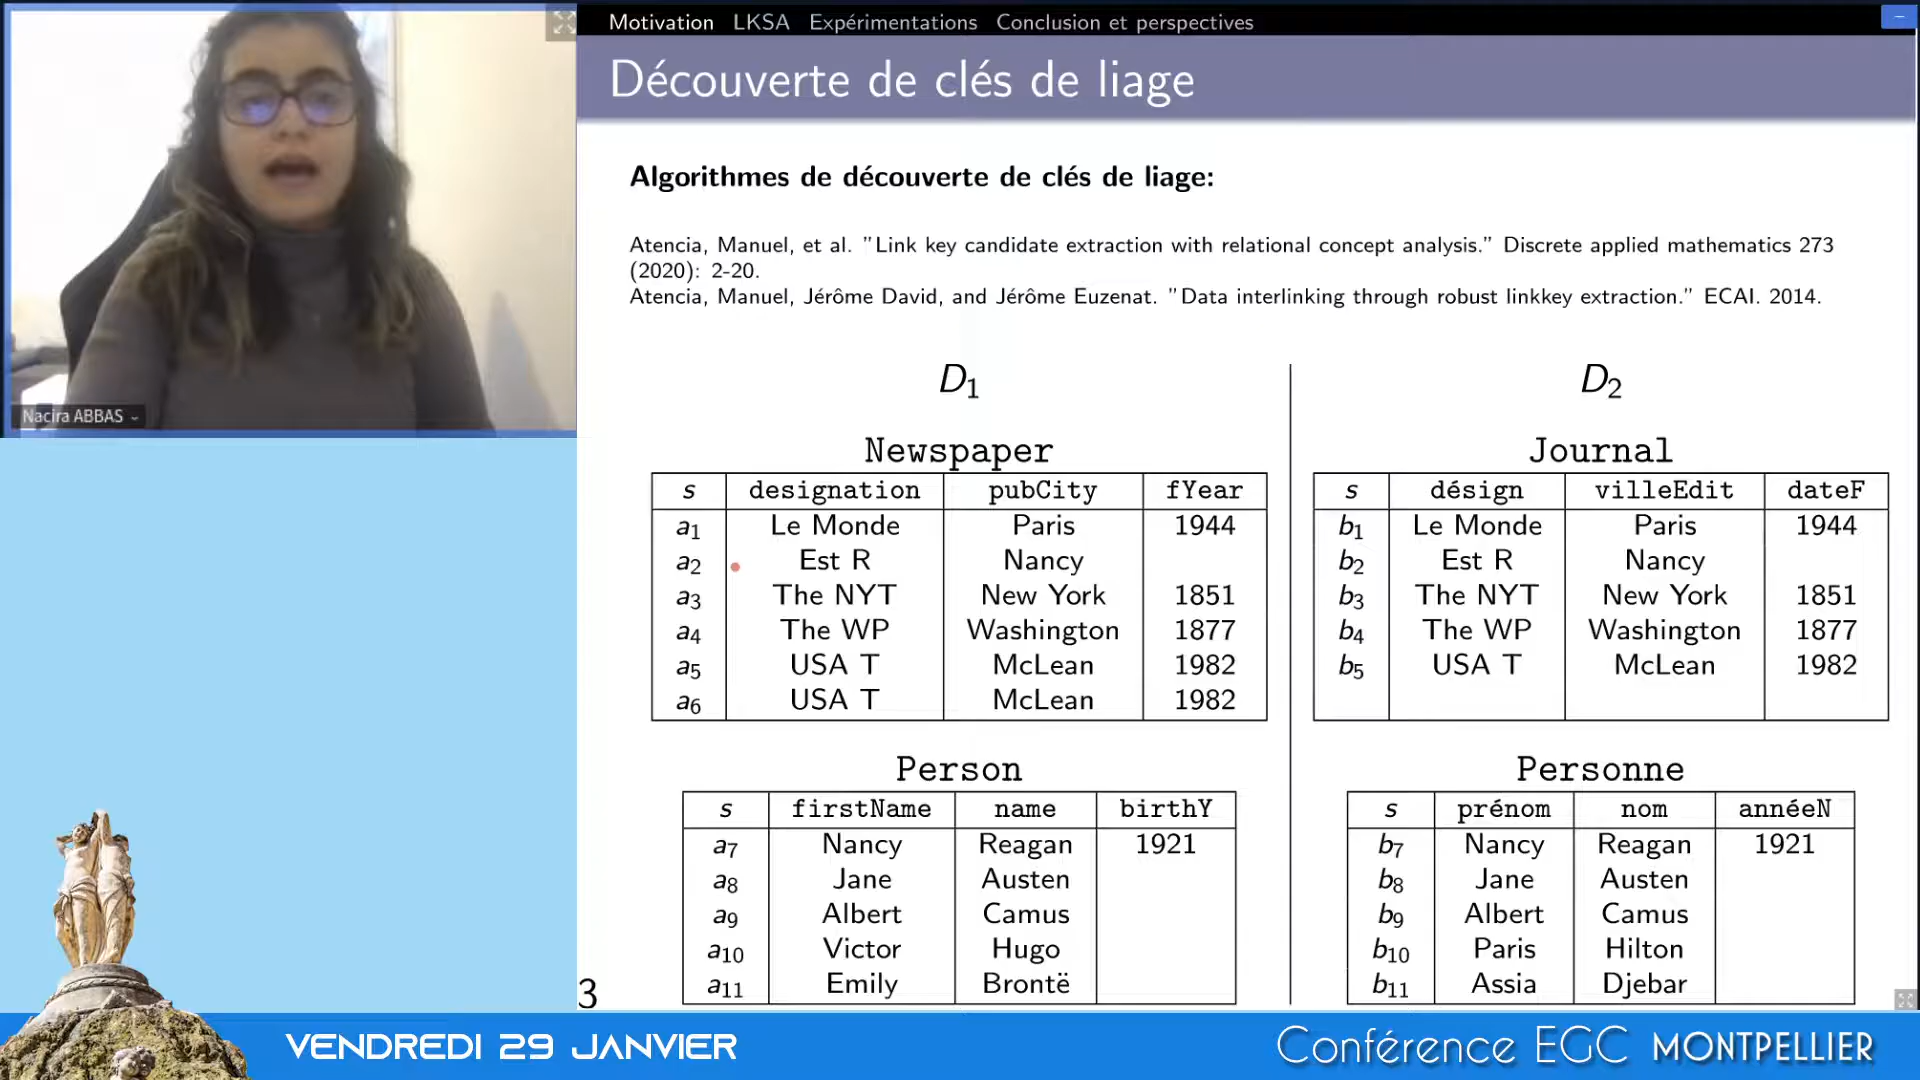 Motivation LKSA Expérimentations Conclusion et perspectives
Découverte de clés de liage
Algorithmes de découverte de clés de liage:
Atencia, Manuel, et al. ”Link key candidate extraction with relational concept analysis.” Discrete applied mathematics 273
(2020): 2-20.
Atencia, Manuel, Jérôme David, and Jérôme Euzenat. ”Data interlinking through robust linkkey extraction.” ECAI. 2014.
Nacira ABBAS
D1
Newspaper
s designation pubCity fYear
a1 Le Monde Paris 1944
a2 Est R Nancy
a3 The NYT New York 1851
a4 The WP Washington 1877
a5 USA T McLean 1982
a6 USA T McLean 1982
Person
s firstName name birthY
a7 Nancy Reagan 1921
a8 Jane Austen
a9 Albert Camus
a10 Victor Hugo
a11 Emily Brontë
D2
Journal
s désign villeEdit dateF
b1 Le Monde Paris 1944
b2 Est R Nancy
b3 The NYT New York 1851
b4 The WP Washington 1877
b5 USA T McLean 1982
Personne
s prénom nom annéeN
b7 Nancy Reagan 1921
b8 Jane Austen
b9 Albert Camus
b10 Paris Hilton
b11 Assia Djebar
3
VENDREDI 29 JANVIER
Conférence EGC MONTPELLIER